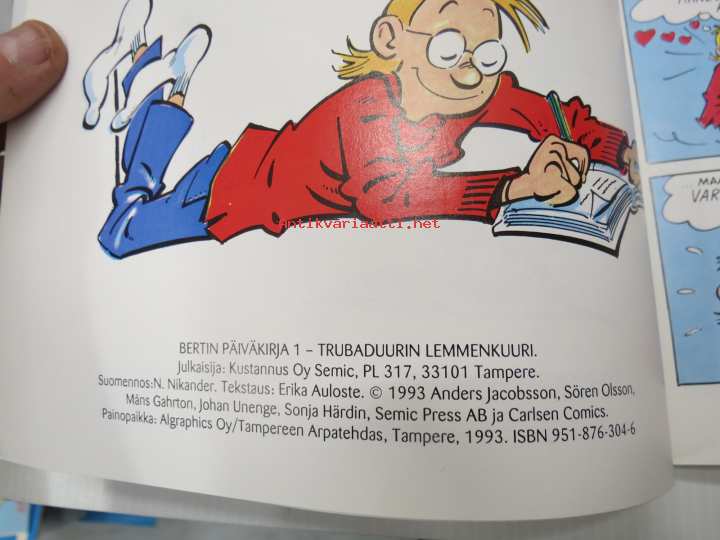 antikvariaatti.net
BERTIN PÄIVÄKIRJA 1 – TRUBADUURIN LEMMENKUURI.
Julkaisija: Kustannus Oy Semic, PL 317, 33101 Tampere.
Suomennos:N. Nikander. Tekstaus: Erika Auloste. © 1993 Anders Jacobsson, Sören Olsson,
Måns Gahrton, Johan Unenge, Sonja Härdin, Semic Press AB ja Carlsen Comics.
Painopaikka: Algraphics Oy/Tampereen Arpatehdas, Tampere, 1993. ISBN 951-876-304-6